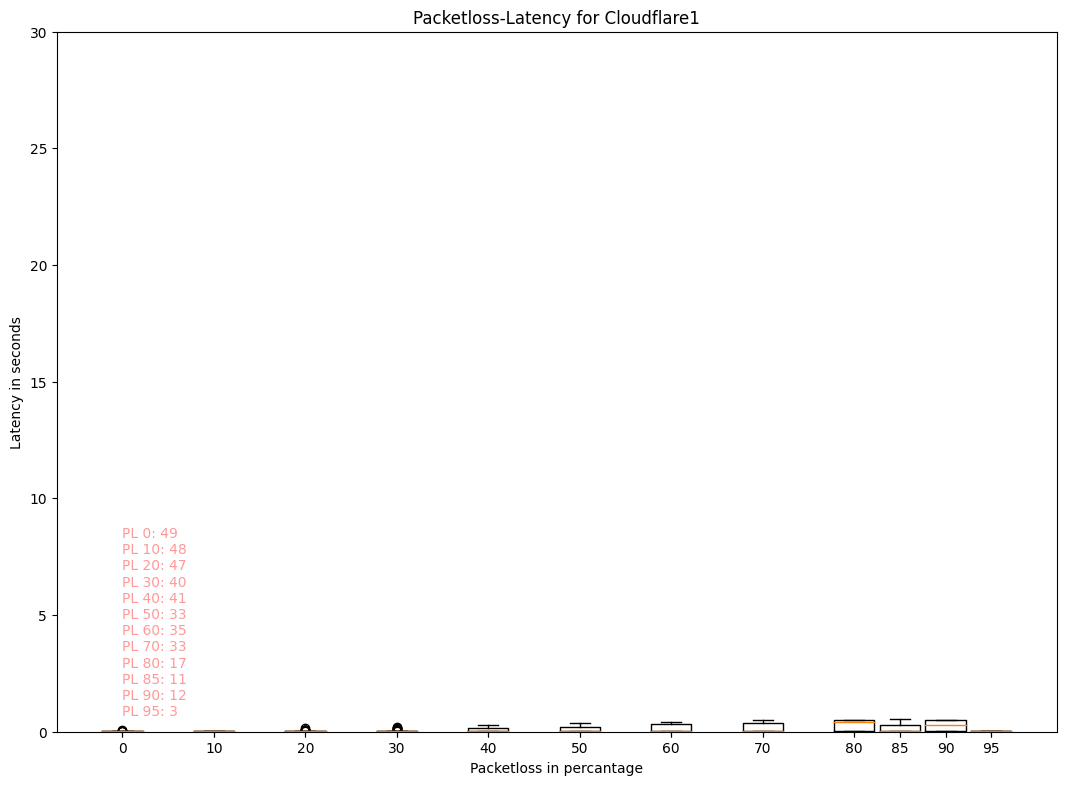 Packetloss-Latency for Cloudflare1
30
25
20
15
10
5
0
Latency in seconds
PL 0: 49
PL 10: 48
PL 20: 47
PL 30: 40
PL 40: 41
PL 50: 33
PL 60: 35
PL 70: 33
PL 80: 17
PL 85: 11
PL 90: 12
PL 95: 3
0 10 20 30 40 50 60 70 80 85 90 95
Packetloss in percantage